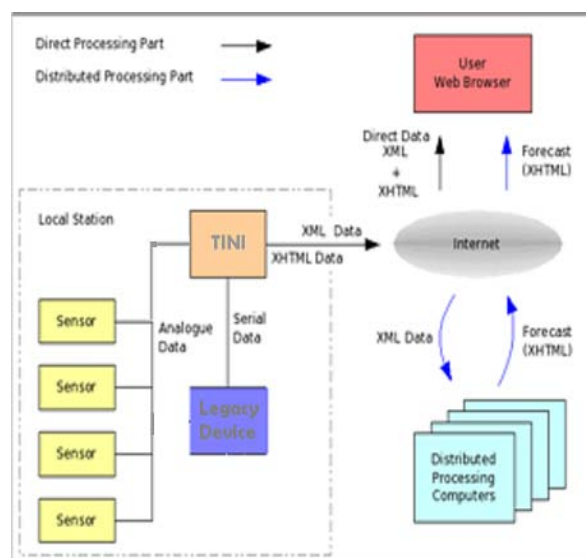 Direct Processing Part
Distributed Processing Part
User
Web Browser
Direct Data
XML
+
XHTML
Forecast
(XHTML)
Local Station
TINI
XML Data
XHTML Data
Internet
Sensor
Analogue
Data
Serial
Data
Sensor
Legacy
Device
Sensor
Sensor
XML Data
Forecast
(XHTML)
Distributed
Processing
Computers